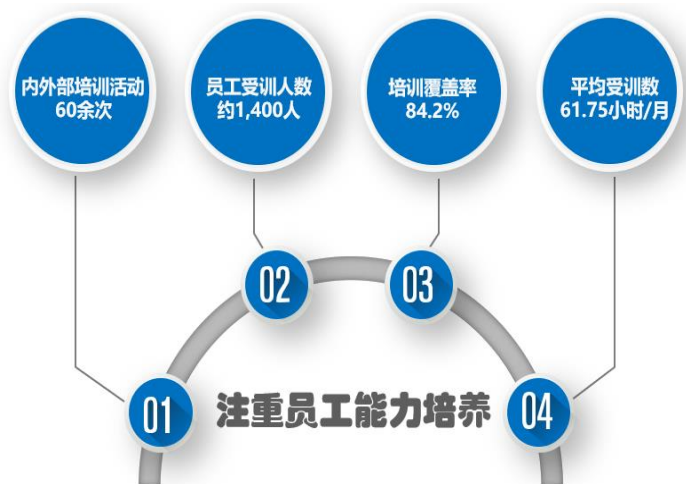 内外部培训活动
60余次
员工受训人数
约1,400人
培训覆盖率
84.2%
平均受训数
61.75小时/月
02
03
01
注重员工能力培养
04